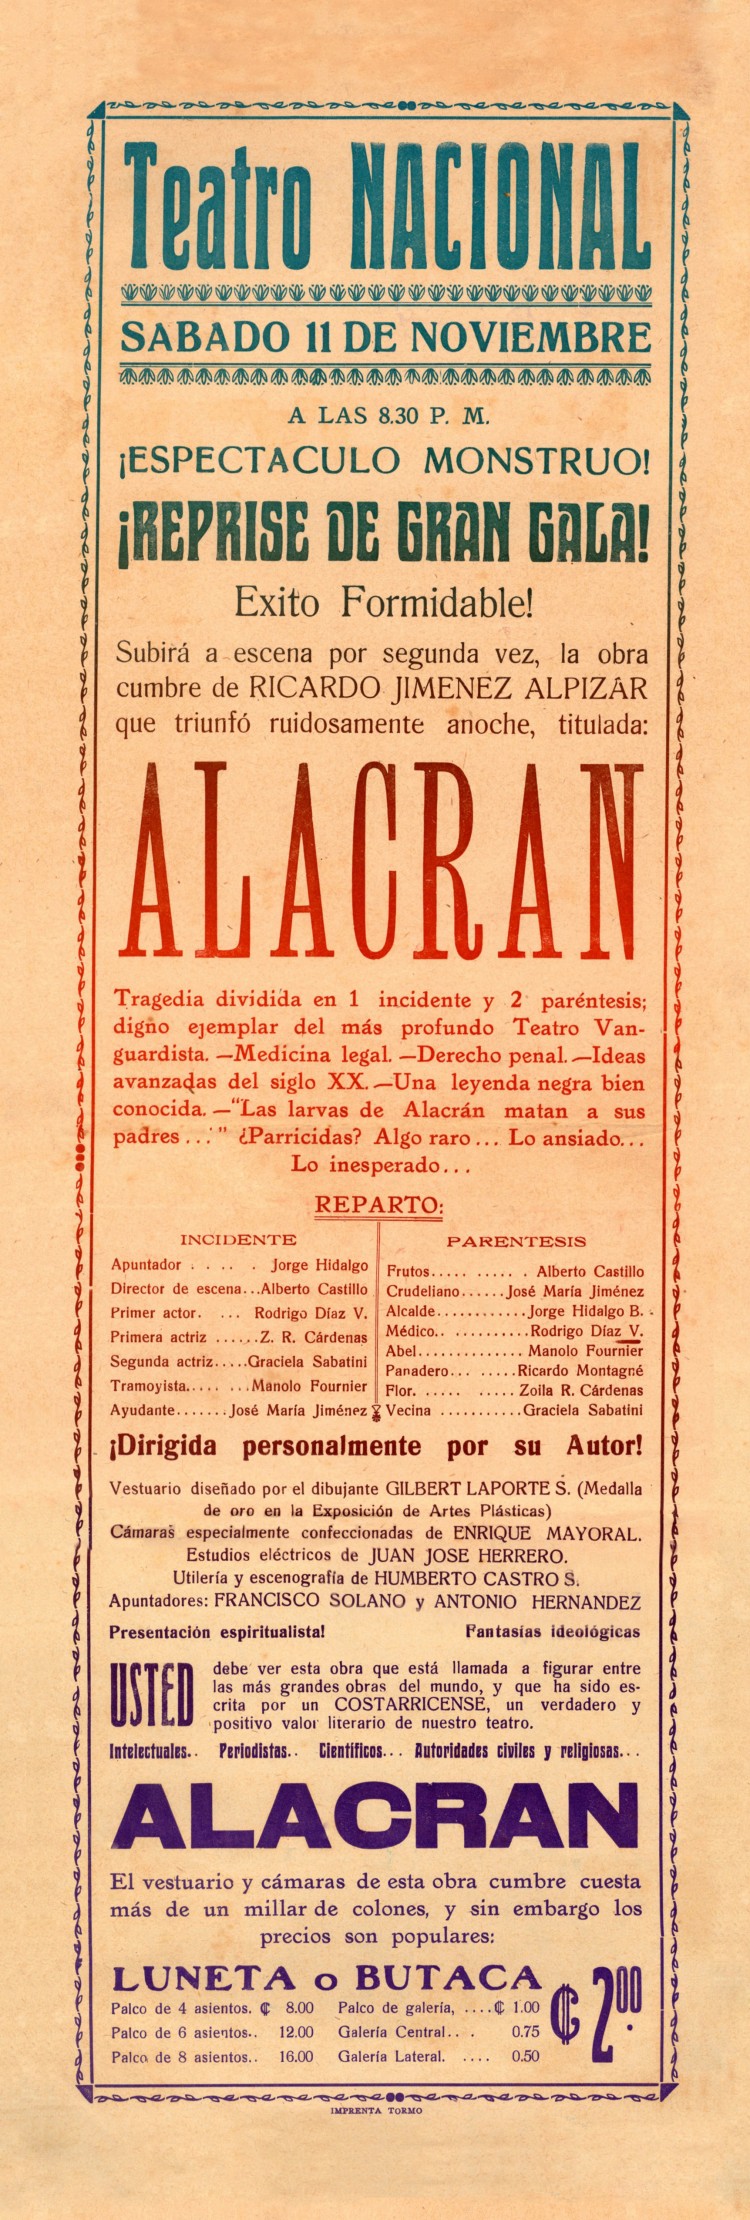 Teatro NACIONAL
SABADO 11 DE NOVIEMBRE
A LAS 8.30 P. M.
¡ESPECTACULO MONSTRUO!
¡REPRISE DE GRAN GALA!
Exito Formidable!
Subirá a escena por segunda vez, la obra
cumbre de RICARDO JIMENEZ ALPIZAR
que triunfó ruidosamente anoche, titulada:
ALACRAN
Tragedia dividida en 1 incidente y 2 paréntesis;
digno ejemplar del más profundo Teatro Van-
guardista. —Medicina legal. —Derecho penal. —Ideas
avanzadas del siglo XX. —Una leyenda negra bien
conocida. —"Las larvas de Alacrán matan a sus
padres . . .'" ¿Parricidas? Algo raro . . . Lo ansiado. . .
Lo inesperado. . .
REPARTO:
INCIDENTE
Apuntador . . . . . Jorge Hidalgo
Director de escena...Alberto Castillo
Primer actor. ... Rodrigo Díaz V.
Primera actriz ......Z. R. Cárdenas
Segunda actriz.....Graciela Sabatini
Tramoyista..... ...Manolo Fournier
Ayudante.......José María Jiménez
PARENTESIS
Frutos..... ...... . Alberto Castillo
Crudeliano......José María Jiménez
Alcalde............Jorge Hidalgo B.
Médico.. ..........Rodrigo Díaz V.
Abel.............. Manolo Fournier
Panadero... ......Ricardo Montagné
Flor. ..... ..... Zoila R. Cárdenas
Vecina ...........Graciela Sabatini
¡Dirigida personalmente por su Autor!
Vestuario diseñado por el dibujante GILBERT LAPORTE S. (Medalla
de oro en la Exposición de Artes Plásticas)
Cámaras especialmente confeccionadas de ENRIQUE MAYORAL.
Estudios eléctricos de JUAN JOSE HERRERO.
Utilería y escenografía de HUMBERTO CASTRO S.
Apuntadores: FRANCISCO SOLANO y ANTONIO HERNANDEZ
Presentación espiritualista! Fantasías ideológicas
USTED debe ver esta obra que está llamada a figurar entre
las más grandes obras del mundo, y que ha sido es-
crita por un COSTARRICENSE, un verdadero y
positivo valor literario de nuestro teatro.
Intelectuales.. Periodistas.. Científicos... Autoridades civiles y religiosas...
ALACRAN
El vestuario y cámaras de esta obra cumbre cuesta
más de un millar de colones, y sin embargo los
precios son populares:
LUNETA o BUTACA ₡ 2.00
Palco de 4 asientos. ₡ 8.00 Palco de galería, ....₡ 1.00
Palco de 6 asientos.. 12.00 Galería Central.. . 0.75
Palco de 8 asientos.. 16.00 Galería Lateral. .... 0.50
IMPRENTA TORMO